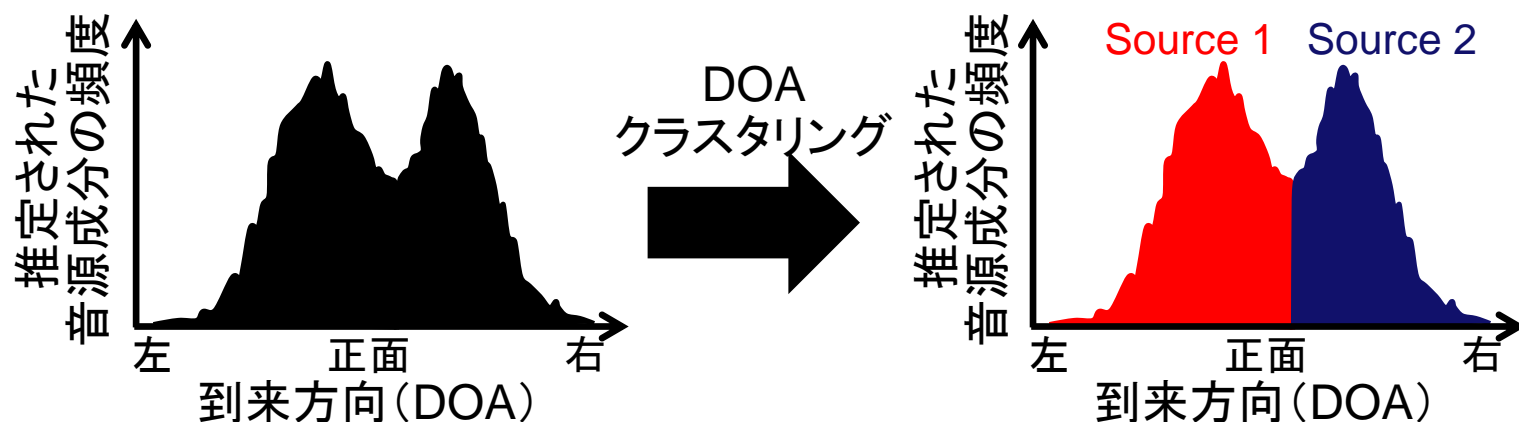 推定された
音源成分の頻度
左
正面
右
到来方向(DOA)
DOA
クラスタリング
推定された
音源成分の頻度
Source 1
Source 2
左
正面
右
到来方向(DOA)